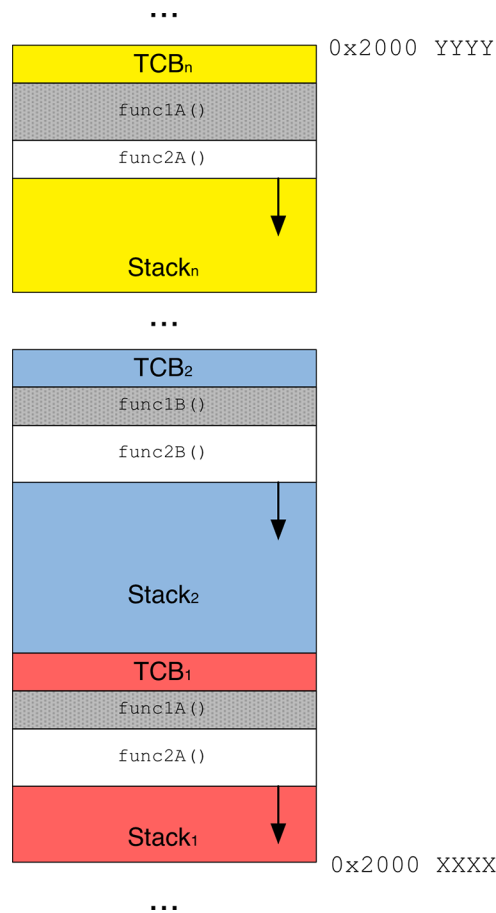 ...
0x2000 YYYY
TCBn
func1A()
func2A()
Stackn
...
TCB2
func1B()
func2B()
Stack2
TCB1
func1A()
func2A()
Stack1
0x2000 XXXX
...